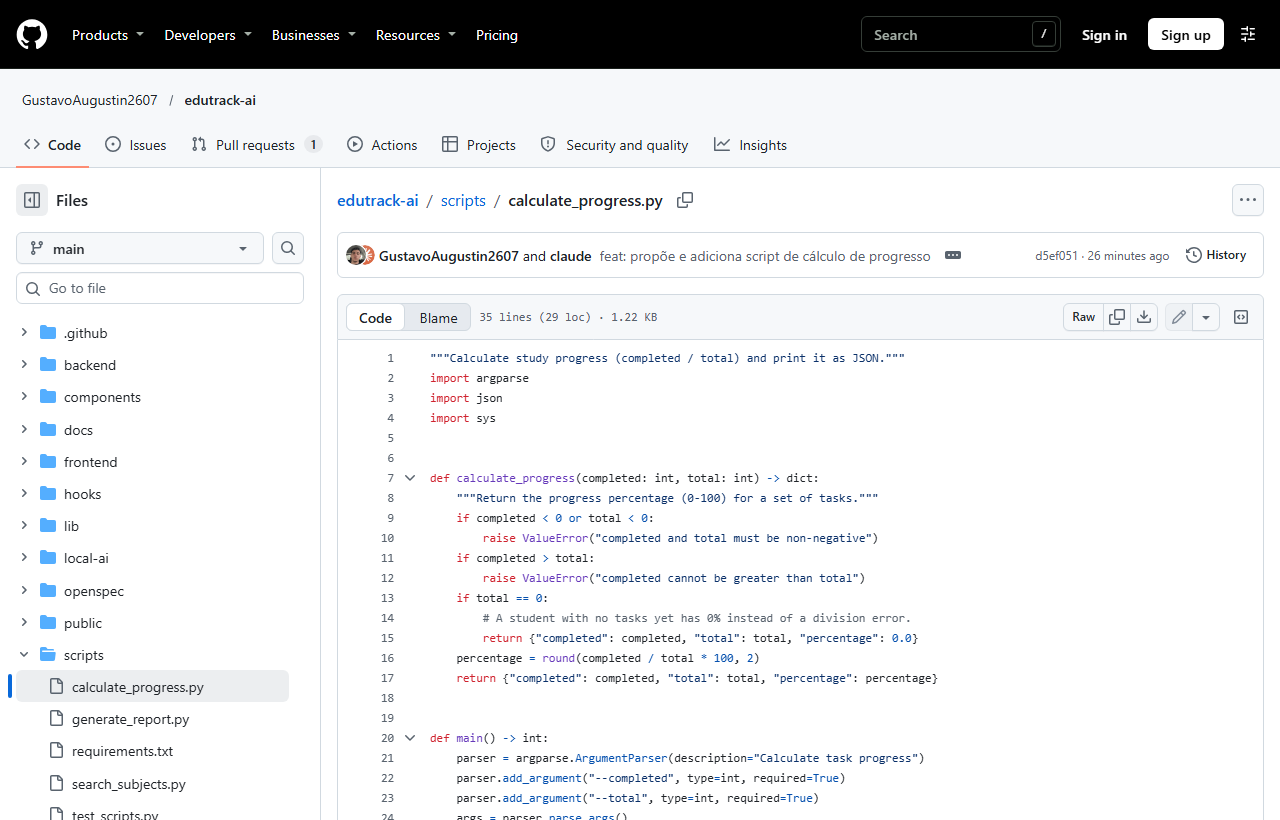 Products Developers Businesses Resources Pricing Search / Sign in Sign up
GustavoAugustin2607 / edutrack-ai
Code Issues Pull requests 1 Actions Projects Security and quality Insights
Files
main
Go to file
.github
backend
components
docs
frontend
hooks
lib
local-ai
openspec
public
scripts
calculate_progress.py
generate_report.py
requirements.txt
search_subjects.py
test_scripts.py
edutrack-ai / scripts / calculate_progress.py
GustavoAugustin2607 and claude feat: propõe e adiciona script de cálculo de progresso d5ef051 · 26 minutes ago History
Code Blame 35 lines (29 loc) · 1.22 KB Raw
1 """Calculate study progress (completed / total) and print it as JSON."""
2 import argparse
3 import json
4 import sys
5
6
7 def calculate_progress(completed: int, total: int) -> dict:
8 """Return the progress percentage (0-100) for a set of tasks."""
9 if completed < 0 or total < 0:
10 raise ValueError("completed and total must be non-negative")
11 if completed > total:
12 raise ValueError("completed cannot be greater than total")
13 if total == 0:
14 # A student with no tasks yet has 0% instead of a division error.
15 return {"completed": completed, "total": total, "percentage": 0.0}
16 percentage = round(completed / total * 100, 2)
17 return {"completed": completed, "total": total, "percentage": percentage}
18
19
20 def main() -> int:
21 parser = argparse.ArgumentParser(description="Calculate task progress")
22 parser.add_argument("--completed", type=int, required=True)
23 parser.add_argument("--total", type=int, required=True)
24 args = parser.parse_args()